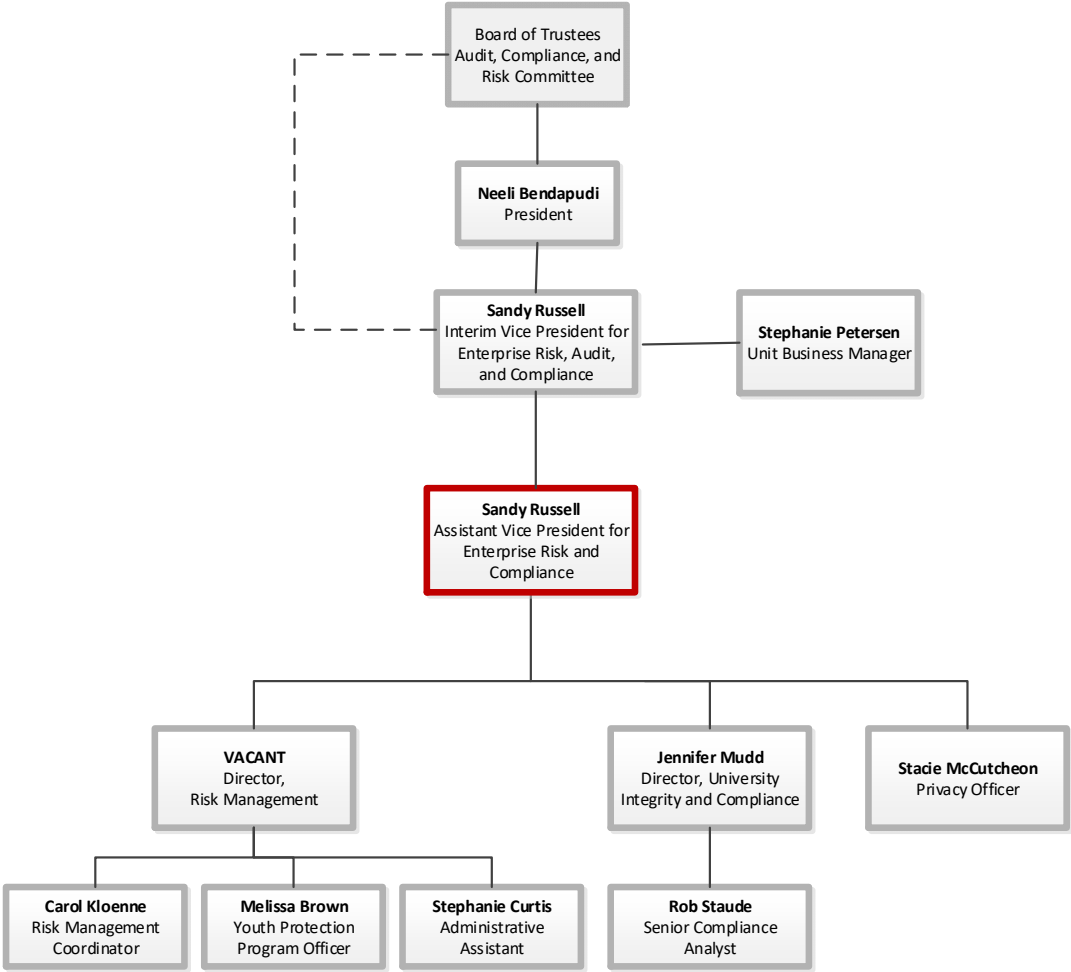 Board of Trustees
Audit, Compliance, and
Risk Committee
Neeli Bendapudi
President
Sandy Russell
Interim Vice President for
Enterprise Risk, Audit,
and Compliance
Stephanie Petersen
Unit Business Manager
Sandy Russell
Assistant Vice President for
Enterprise Risk and
Compliance
VACANT
Director,
Risk Management
Jennifer Mudd
Director, University
Integrity and Compliance
Stacie McCutcheon
Privacy Officer
Carol Kloenne
Risk Management
Coordinator
Melissa Brown
Youth Protection
Program Officer
Stephanie Curtis
Administrative
Assistant
Rob Staude
Senior Compliance
Analyst